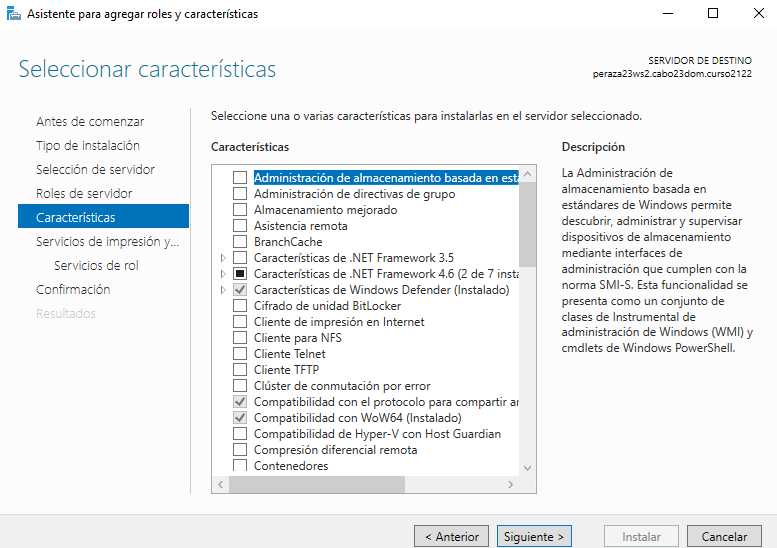 Asistente para agregar roles y características
Seleccionar características
SERVIDOR DE DESTINO
peraza23ws2.cabo23dom.curso2122
Antes de comenzar
Tipo de instalación
Selección de servidor
Roles de servidor
Características
Servicios de impresión y...
Servicios de rol
Confirmación
Resultados
Seleccione una o varias características para instalarlas en el servidor seleccionado.
Características
Administración de almacenamiento basada en está
Administración de directivas de grupo
Almacenamiento mejorado
Asistencia remota
BranchCache
Características de .NET Framework 3.5
Características de .NET Framework 4.6 (2 de 7 insta
Características de Windows Defender (Instalado)
Cifrado de unidad BitLocker
Cliente de impresión en Internet
Cliente para NFS
Cliente Telnet
Cliente TFTP
Clúster de conmutación por error
Compatibilidad con el protocolo para compartir ar
Compatibilidad con WoW64 (Instalado)
Compatibilidad de Hyper-V con Host Guardian
Compresión diferencial remota
Contenedores
Descripción
La Administración de
almacenamiento basada en
estándares de Windows permite
descubrir, administrar y supervisar
dispositivos de almacenamiento
mediante interfaces de
administración que cumplen con la
norma SMI-S. Esta funcionalidad se
presenta como un conjunto de
clases de Instrumental de
administración de Windows (WMI) y
cmdlets de Windows PowerShell.
< Anterior
Siguiente >
Instalar
Cancelar